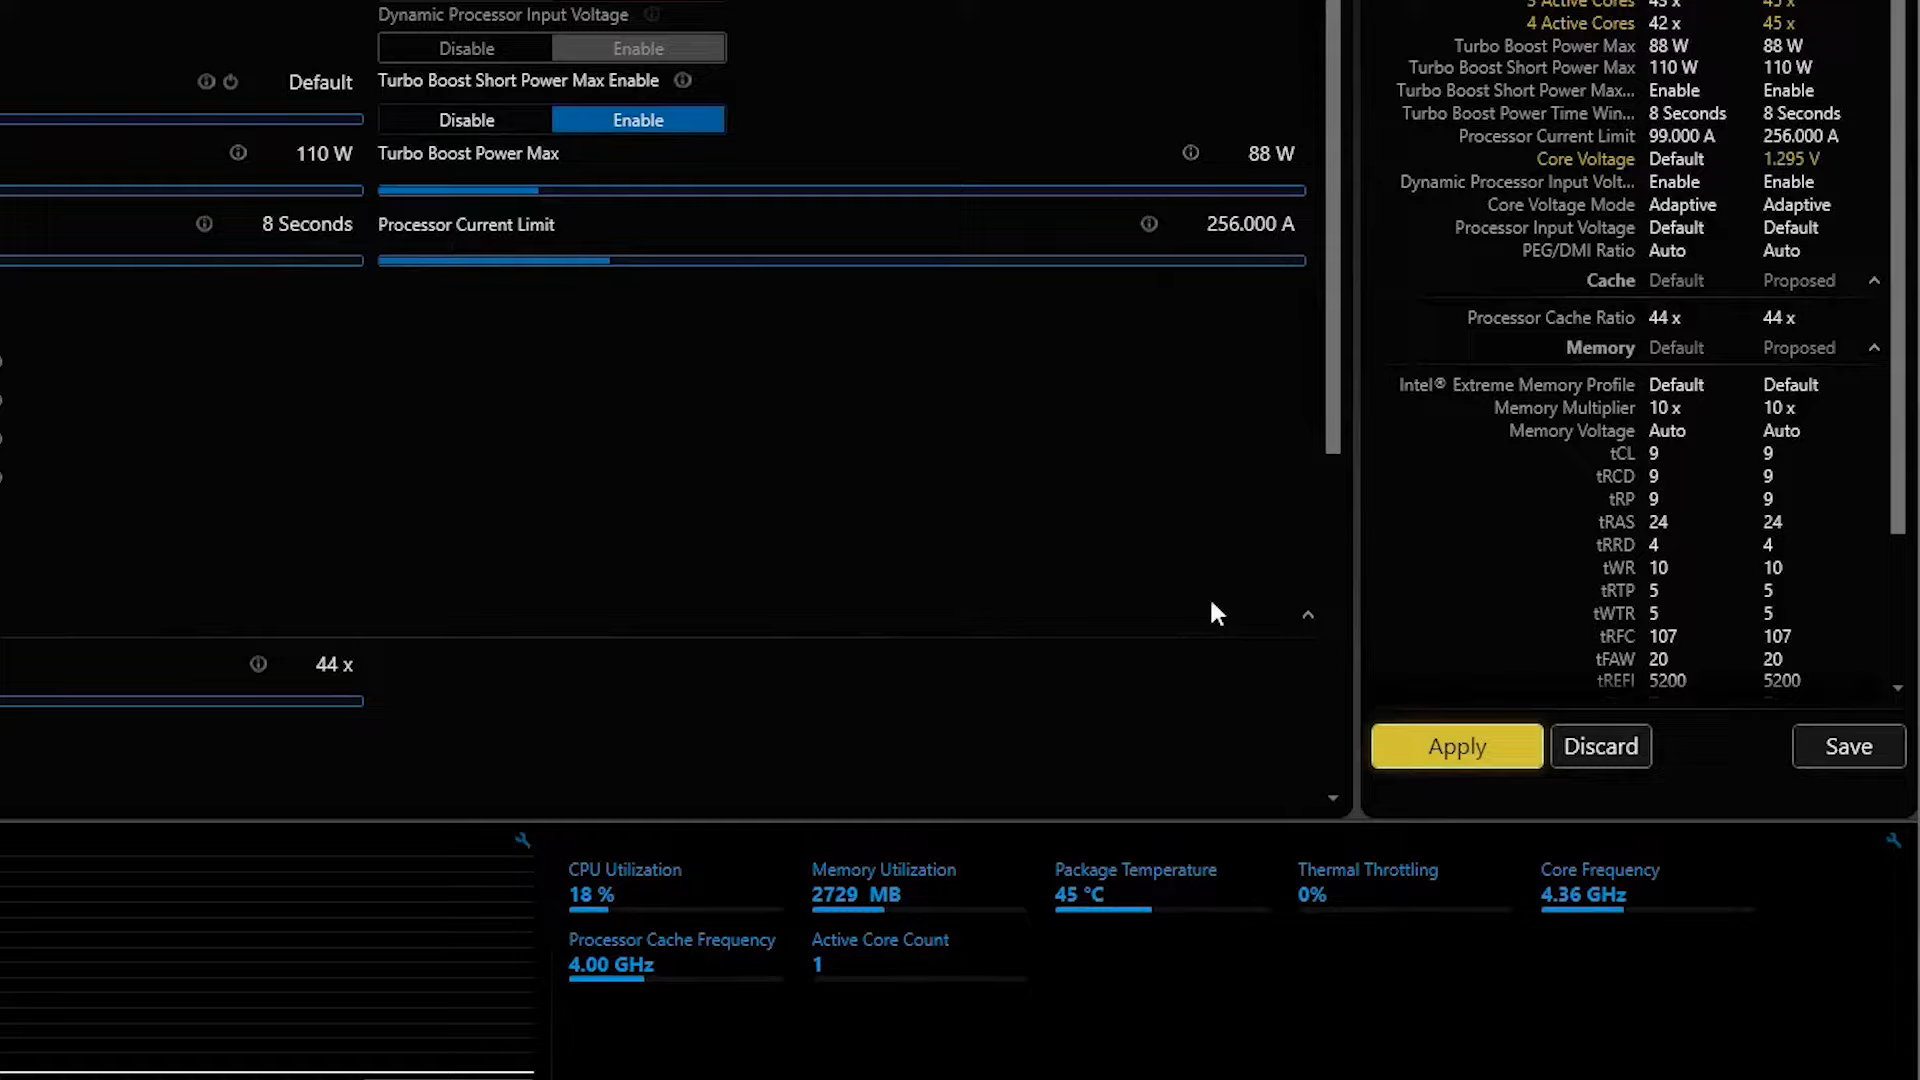 Dynamic Processor Input Voltage
Disable Enable
Default
Turbo Boost Short Power Max Enable
Disable Enable
110 W
Turbo Boost Power Max 88 W
8 Seconds
Processor Current Limit 256.000 A
44 x
3 Active Cores 43 x 45 x
4 Active Cores 42 x 45 x
Turbo Boost Power Max 88 W 88 W
Turbo Boost Short Power Max 110 W 110 W
Turbo Boost Short Power Max... Enable Enable
Turbo Boost Power Time Win... 8 Seconds 8 Seconds
Processor Current Limit 99.000 A 256.000 A
Core Voltage Default 1.295 V
Dynamic Processor Input Volt... Enable Enable
Core Voltage Mode Adaptive Adaptive
Processor Input Voltage Default Default
PEG/DMI Ratio Auto Auto
Cache Default Proposed
Processor Cache Ratio 44 x 44 x
Memory Default Proposed
Intel® Extreme Memory Profile Default Default
Memory Multiplier 10 x 10 x
Memory Voltage Auto Auto
tCL 9 9
tRCD 9 9
tRP 9 9
tRAS 24 24
tRRD 4 4
tWR 10 10
tRTP 5 5
tWTR 5 5
tRFC 107 107
tFAW 20 20
tREFI 5200 5200
Apply Discard Save
CPU Utilization
18 %
Memory Utilization
2729 MB
Package Temperature
45 °C
Thermal Throttling
0%
Core Frequency
4.36 GHz
Processor Cache Frequency
4.00 GHz
Active Core Count
1